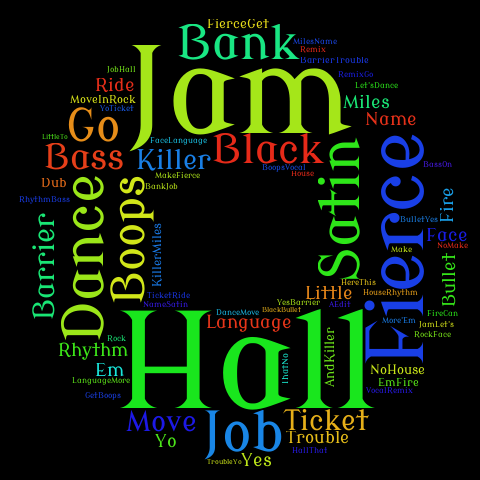 FierceGet
Bank
MilesName
Remix
BarrierTrouble
Jam
JobHall
RemixGo
Ride
Let'sDance
MoveInRock
Miles
YoTicket
Go
Name
LittleTo
FaceLanguage
Black
Bass
Killer
Satin
Fierce
BoopsVocal
BassOn
House
MakeFierce
Dub
BankJob
Dance
Boops
RhythmBass
Fire
Barrier
BulletYes
KillerMiles
Face
NoMake
Make
Bullet
HereThis
TicketRide
Little
HouseRhythm
NameSatin
YesBarrier
AEdit
BlackBullet
DanceMove
FireCan
Language
More'Em
JamLet's
Hall
Rock
RockFace
AndKiller
Rhythm
ThatNo
Em
NoHouse
LanguageMore
EmFire
GetBoops
VocalRemix
Move
Job
Ticket
Yo
Trouble
HallThat
TroubleYo
Yes